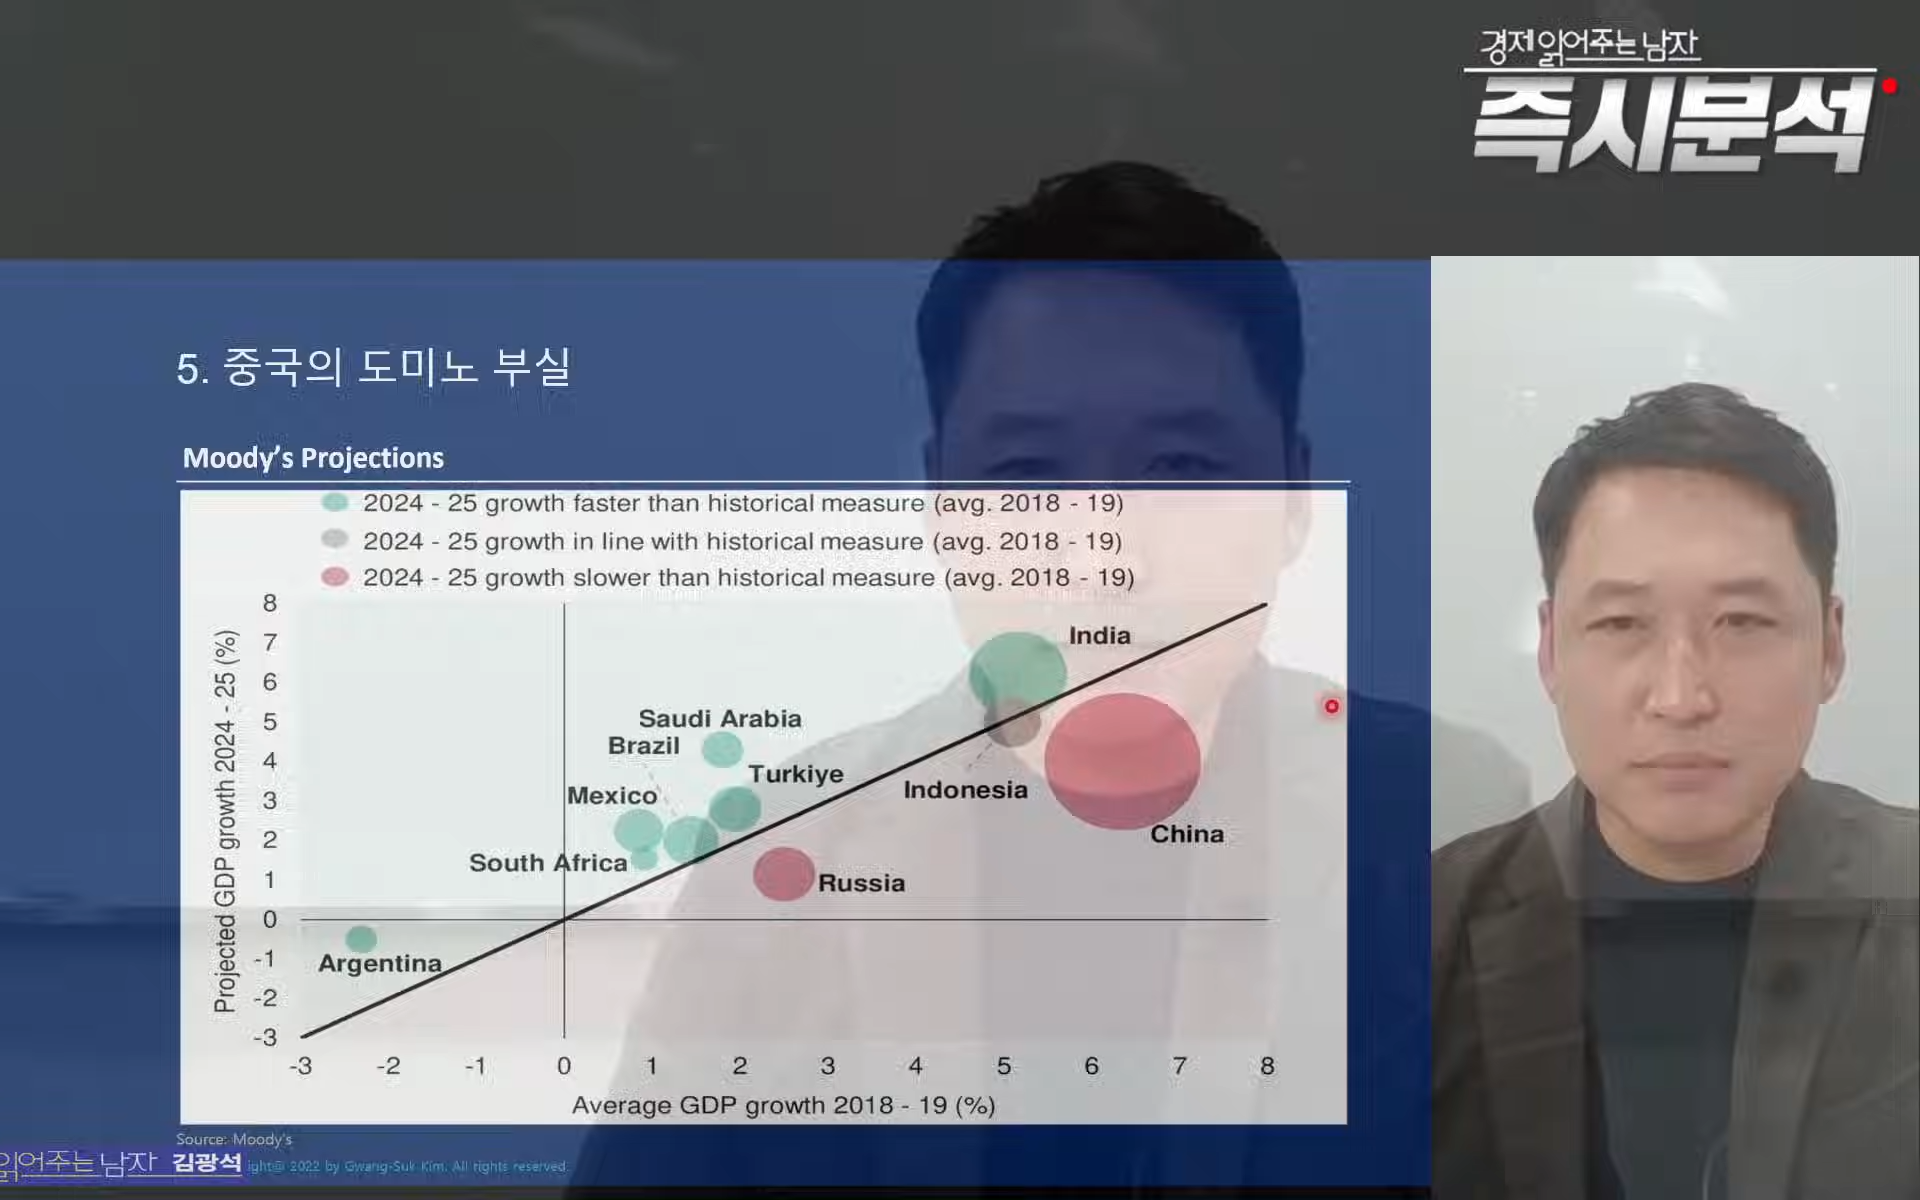 경제 읽어주는 남자
즉시분석
5. 중국의 도미노 부실
Moody's Projections
2024 - 25 growth faster than historical measure (avg. 2018 - 19)
2024 - 25 growth in line with historical measure (avg. 2018 - 19)
2024 - 25 growth slower than historical measure (avg. 2018 - 19)
Projected GDP growth 2024 - 25 (%)
8
7
6
5
4
3
2
1
0
-1
-2
-3
India
Saudi Arabia
Brazil
Turkiye
Mexico
Indonesia
China
South Africa
Russia
Argentina
-3 -2 -1 0 1 2 3 4 5 6 7 8
Average GDP growth 2018 - 19 (%)
Source: Moody's
읽어주는 남자 김광석 ight@ 2022 by Gwang-Suk Kim. All rights reserved.